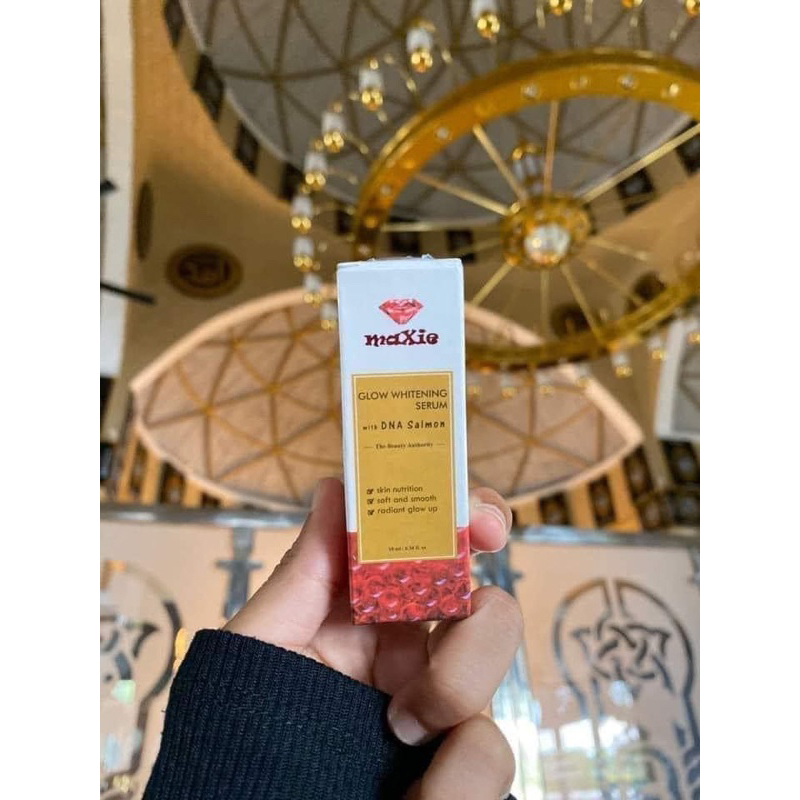 maxie
GLOW WHITENING
SERUM
with DNA Salmon
The Beauty Authority
skin nutrition
soft and smooth
radiant glow up